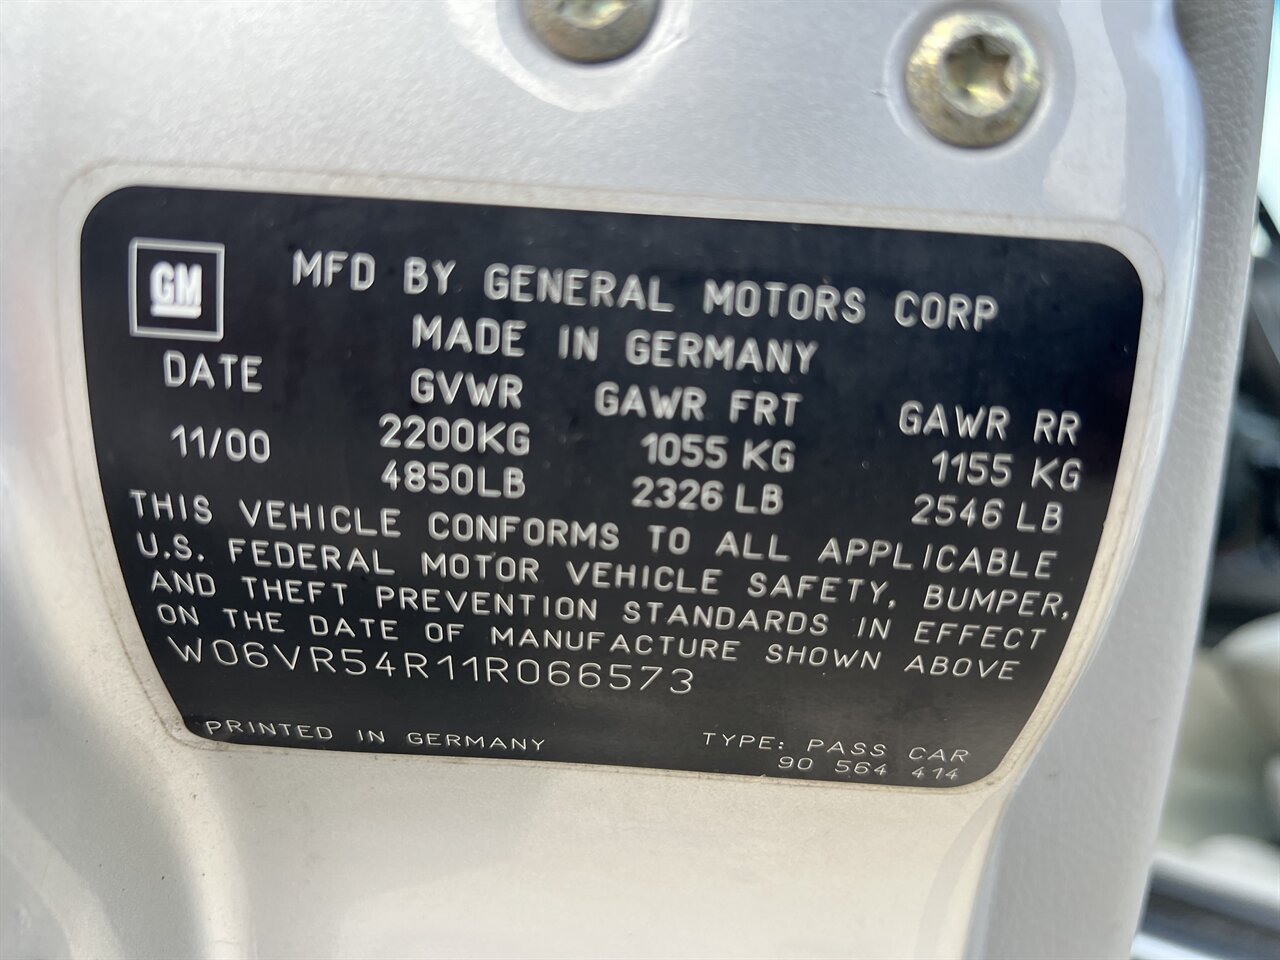 GM
MFD BY GENERAL MOTORS CORP
MADE IN GERMANY
DATE GVWR GAWR FRT GAWR RR
11/00 2200KG 1055 KG 1155 KG
4850LB 2326 LB 2546 LB
THIS VEHICLE CONFORMS TO ALL APPLICABLE
U.S. FEDERAL MOTOR VEHICLE SAFETY, BUMPER,
AND THEFT PREVENTION STANDARDS IN EFFECT
ON THE DATE OF MANUFACTURE SHOWN ABOVE
W06VR54R11R066573
PRINTED IN GERMANY TYPE: PASS CAR
90 564 414